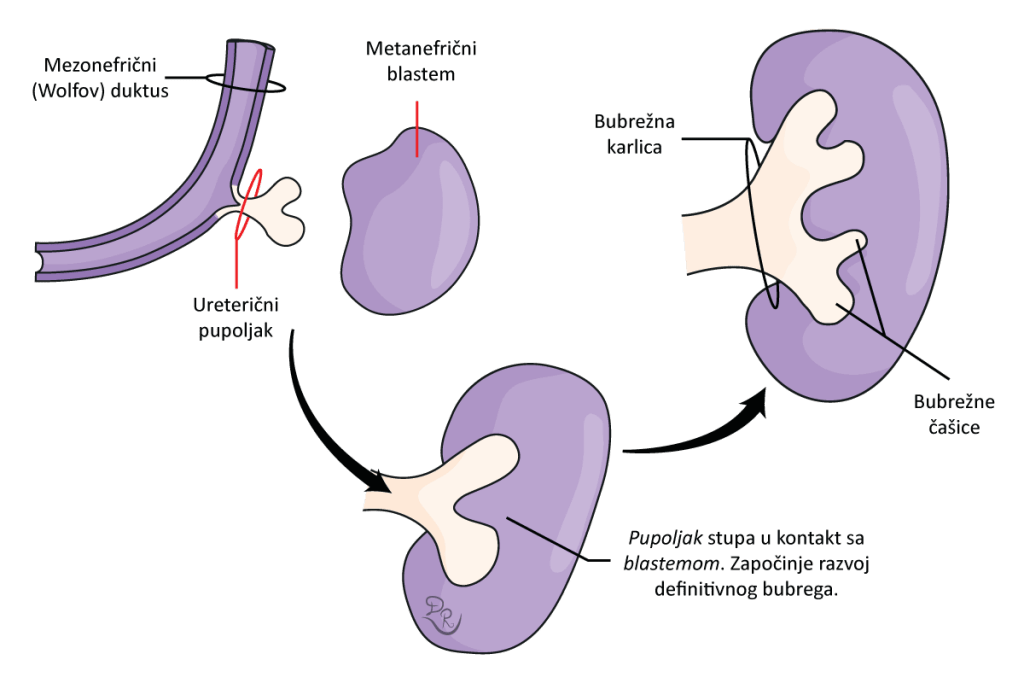 Mezonefrični
(Wolfov) duktus
Metanefrični
blastem
Ureterični
pupoljak
Bubrežna
karlica
Bubrežne
čašice
Pupoljak stupa u kontakt sa
blastemom. Započinje razvoj
definitivnog bubrega.
DR